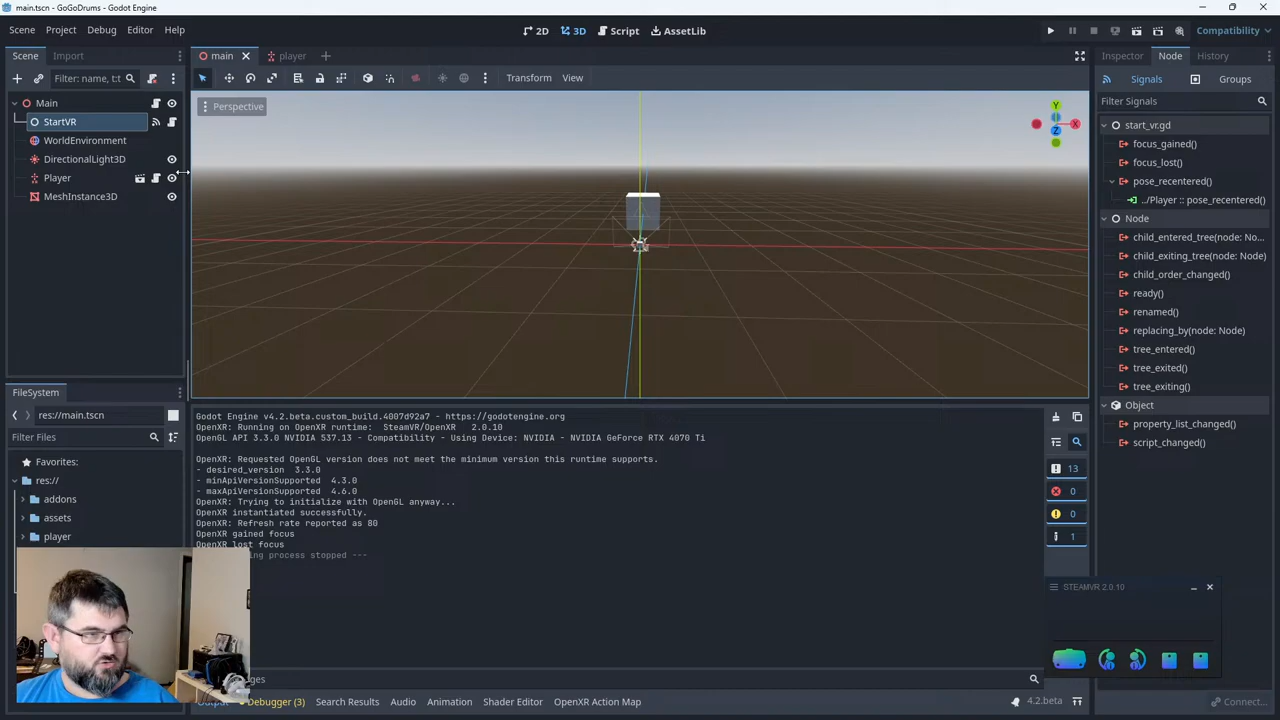 main.tscn - GoGoDrums - Godot Engine
Scene Project Debug Editor Help
2D 3D Script AssetLib
Compatibility
Scene Import
main player
Inspector Node History
Filter: name, t:t
Transform View
Signals Groups
Perspective
Y
X
Z
Filter Signals
Main
StartVR
WorldEnvironment
DirectionalLight3D
Player
MeshInstance3D
start_vr.gd
focus_gained()
focus_lost()
pose_recentered()
../Player :: pose_recentered()
Node
child_entered_tree(node: No...
child_exiting_tree(node: Node)
child_order_changed()
ready()
renamed()
replacing_by(node: Node)
tree_entered()
tree_exited()
tree_exiting()
Object
property_list_changed()
script_changed()
FileSystem
res://main.tscn
Filter Files
Favorites:
res://
addons
assets
player
Godot Engine v4.2.beta.custom_build.4007d92a7 - https://godotengine.org
OpenXR: Running on OpenXR runtime: SteamVR/OpenXR 2.0.10
OpenGL API 3.3.0 NVIDIA 537.13 - Compatibility - Using Device: NVIDIA - NVIDIA GeForce RTX 4070 Ti
OpenXR: Requested OpenGL version does not meet the minimum version this runtime supports.
- desired_version 3.3.0
- minApiVersionSupported 4.3.0
- maxApiVersionSupported 4.6.0
OpenXR: Trying to initialize with OpenGL anyway...
OpenXR instantiated successfully.
OpenXR: Refresh rate reported as 80
OpenXR gained focus
OpenXR lost focus
process stopped ---
13
0
0
1
STEAMVR 2.0.10
Debugger (3) Search Results Audio Animation Shader Editor OpenXR Action Map
4.2.beta
Connect...